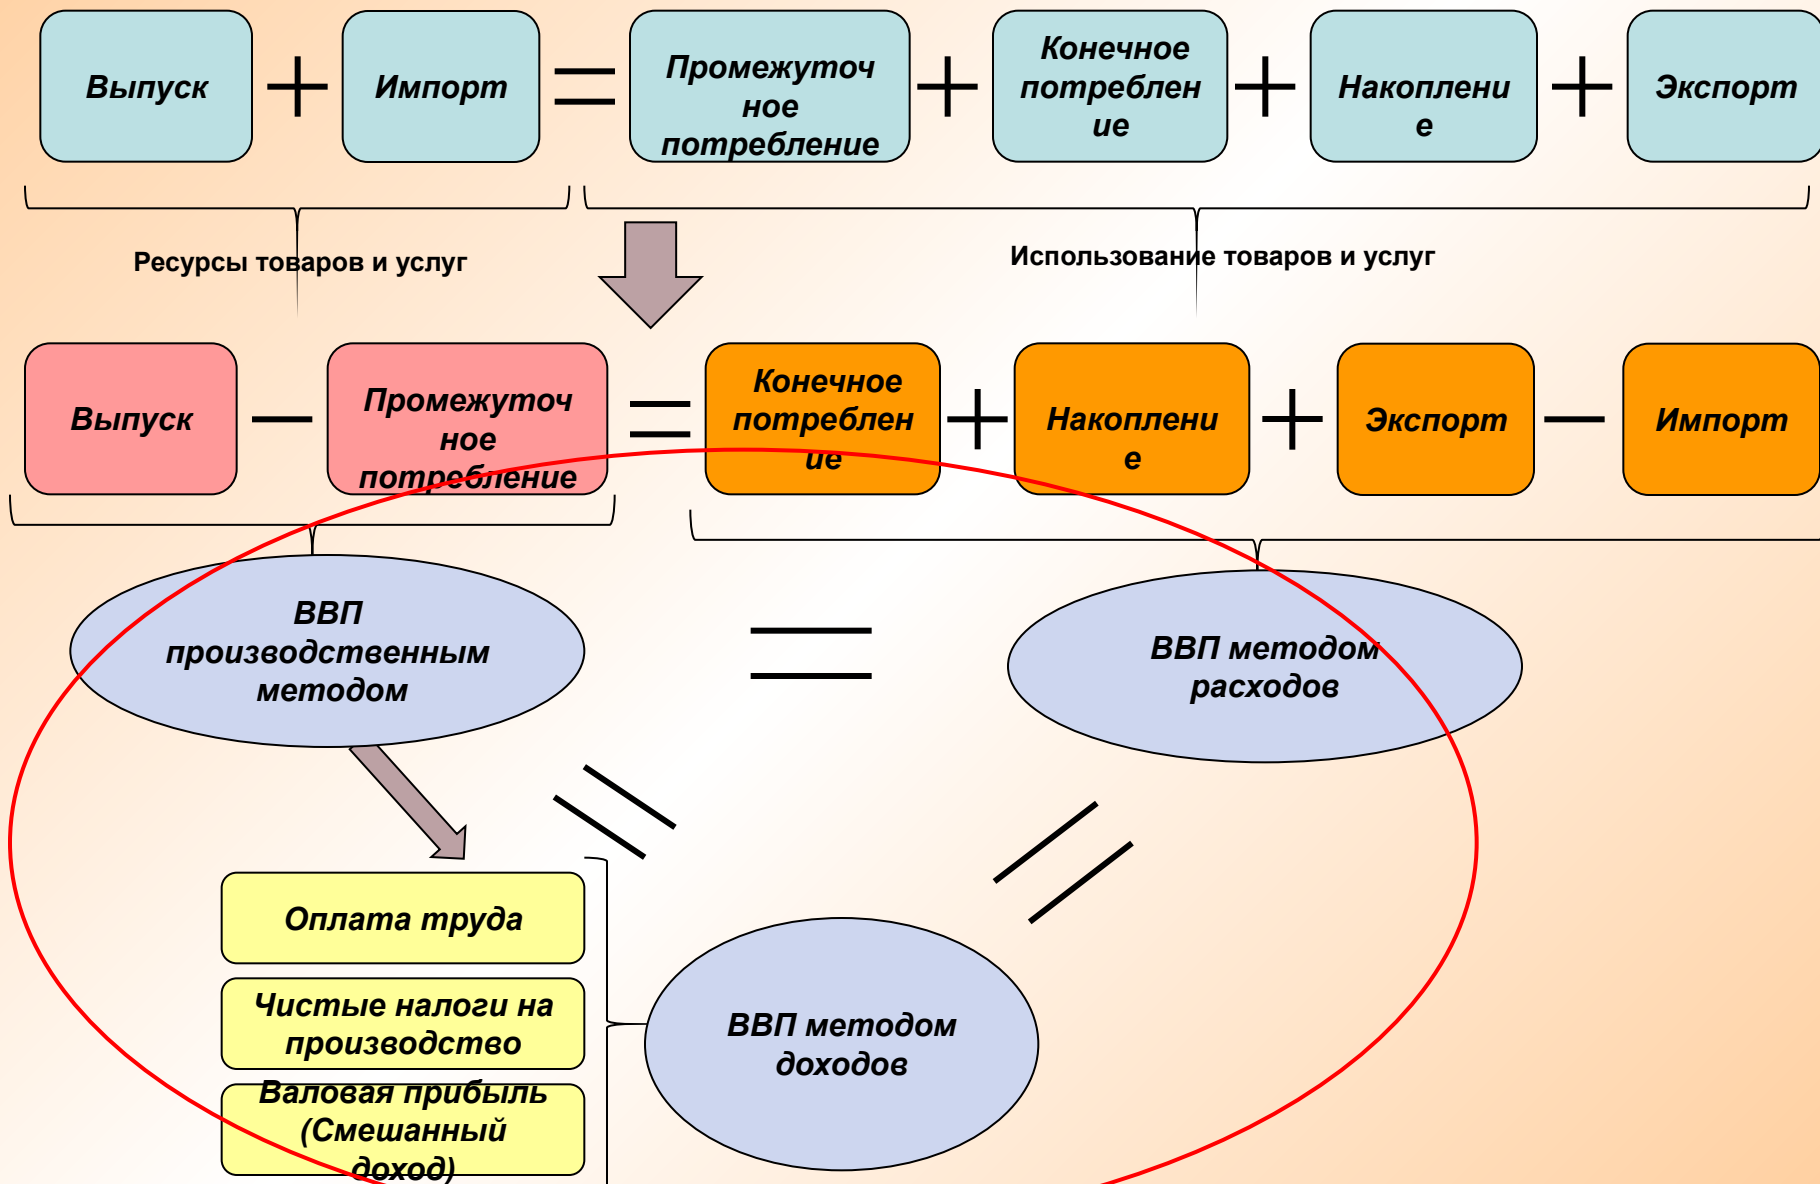 Выпуск
Импорт
Промежуточ
ное
потребление
Конечное
потреблен
ие
Накоплени
е
Экспорт
Ресурсы товаров и услуг
Использование товаров и услуг
Выпуск
Промежуточ
ное
потребление
Конечное
потреблен
ие
Накоплени
е
Экспорт
Импорт
ВВП
производственным
методом
ВВП методом
расходов
Оплата труда
Чистые налоги на
производство
Валовая прибыль
(Смешанный
доход)
ВВП методом
доходов